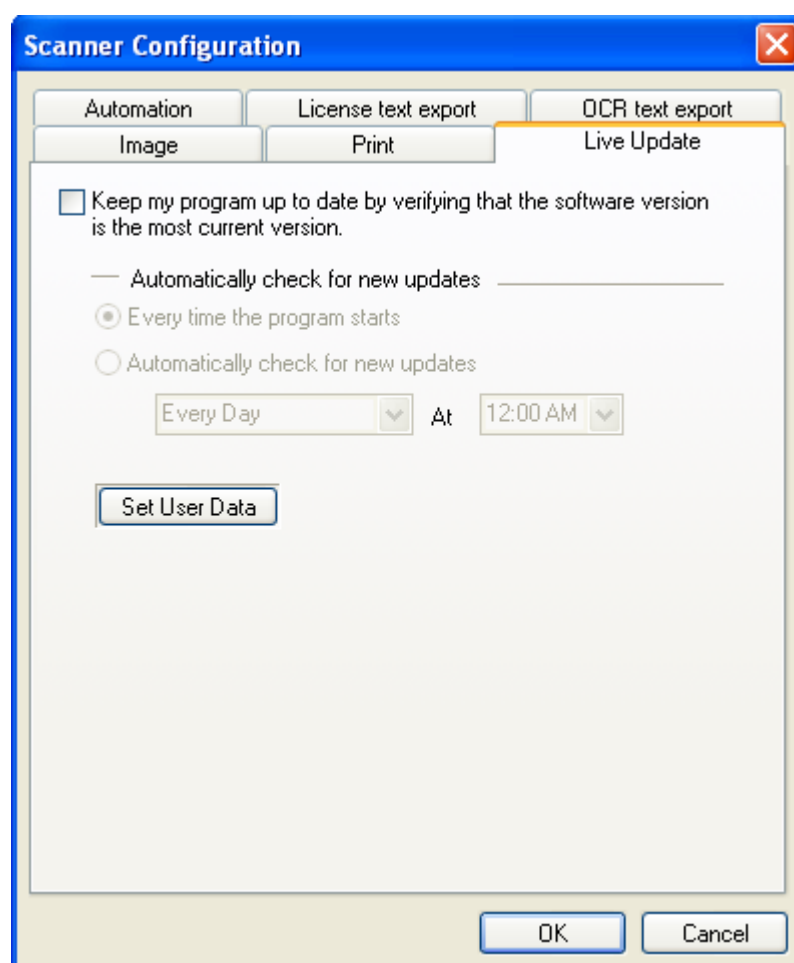 Scanner Configuration
Automation License text export OCR text export
Image Print Live Update
Keep my program up to date by verifying that the software version
is the most current version.
Automatically check for new updates
Every time the program starts
Automatically check for new updates
Every Day At 12:00 AM
Set User Data
OK Cancel